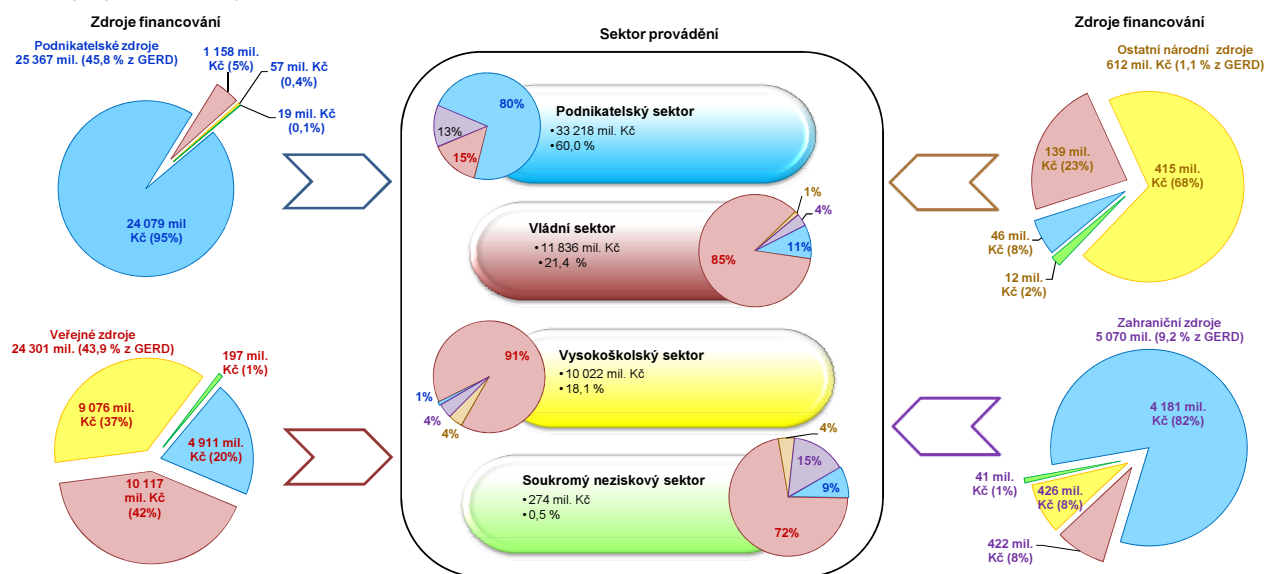 Zdroje financování
Podnikatelské zdroje
25 367 mil. (45,8 % z GERD)
1 158 mil.
Kč (5%)
57 mil. Kč
(0,4%)
19 mil. Kč
(0,1%)
24 079 mil
Kč (95%)
Veřejné zdroje
24 301 mil. (43,9 % z GERD)
197 mil.
Kč (1%)
9 076 mil.
Kč (37%)
4 911 mil.
Kč (20%)
10 117
mil. Kč
(42%)
Sektor provádění
80%
13%
15%
Podnikatelský sektor
•33 218 mil. Kč
•60,0 %
Vládní sektor
•11 836 mil. Kč
•21,4 %
1%
4%
11%
85%
91%
1%
4%
4%
Vysokoškolský sektor
•10 022 mil. Kč
•18,1 %
Soukromý neziskový sektor
•274 mil. Kč
•0,5 %
4%
15%
9%
72%
Zdroje financování
Ostatní národní zdroje
612 mil. Kč (1,1 % z GERD)
139 mil.
Kč (23%)
415 mil.
Kč (68%)
46 mil.
Kč (8%)
12 mil.
Kč (2%)
Zahraniční zdroje
5 070 mil. (9,2 % z GERD)
4 181 mil.
Kč (82%)
41 mil.
Kč (1%)
426 mil.
Kč (8%)
422 mil.
Kč (8%)